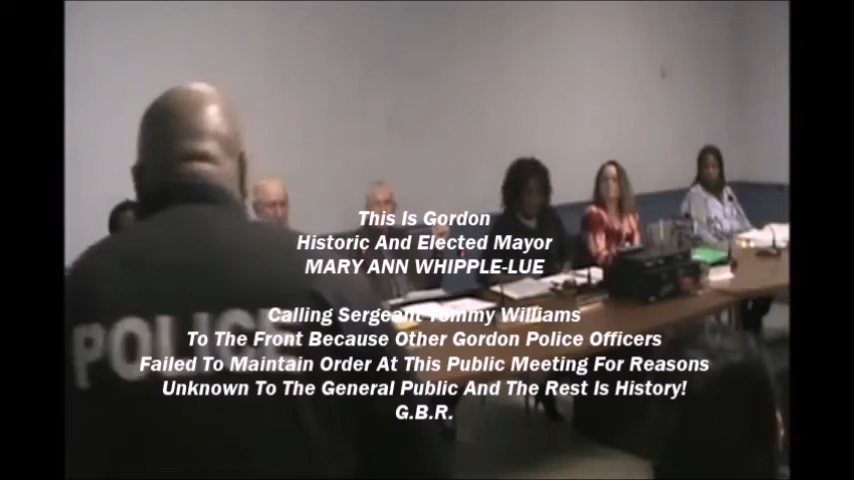 This Is Gordon
Historic And Elected Mayor
MARY ANN WHIPPLE-LUE
Calling Sergeant Tommy Williams
To The Front Because Other Gordon Police Officers
Failed To Maintain Order At This Public Meeting For Reasons
Unknown To The General Public And The Rest Is History!
G.B.R.
POLICE